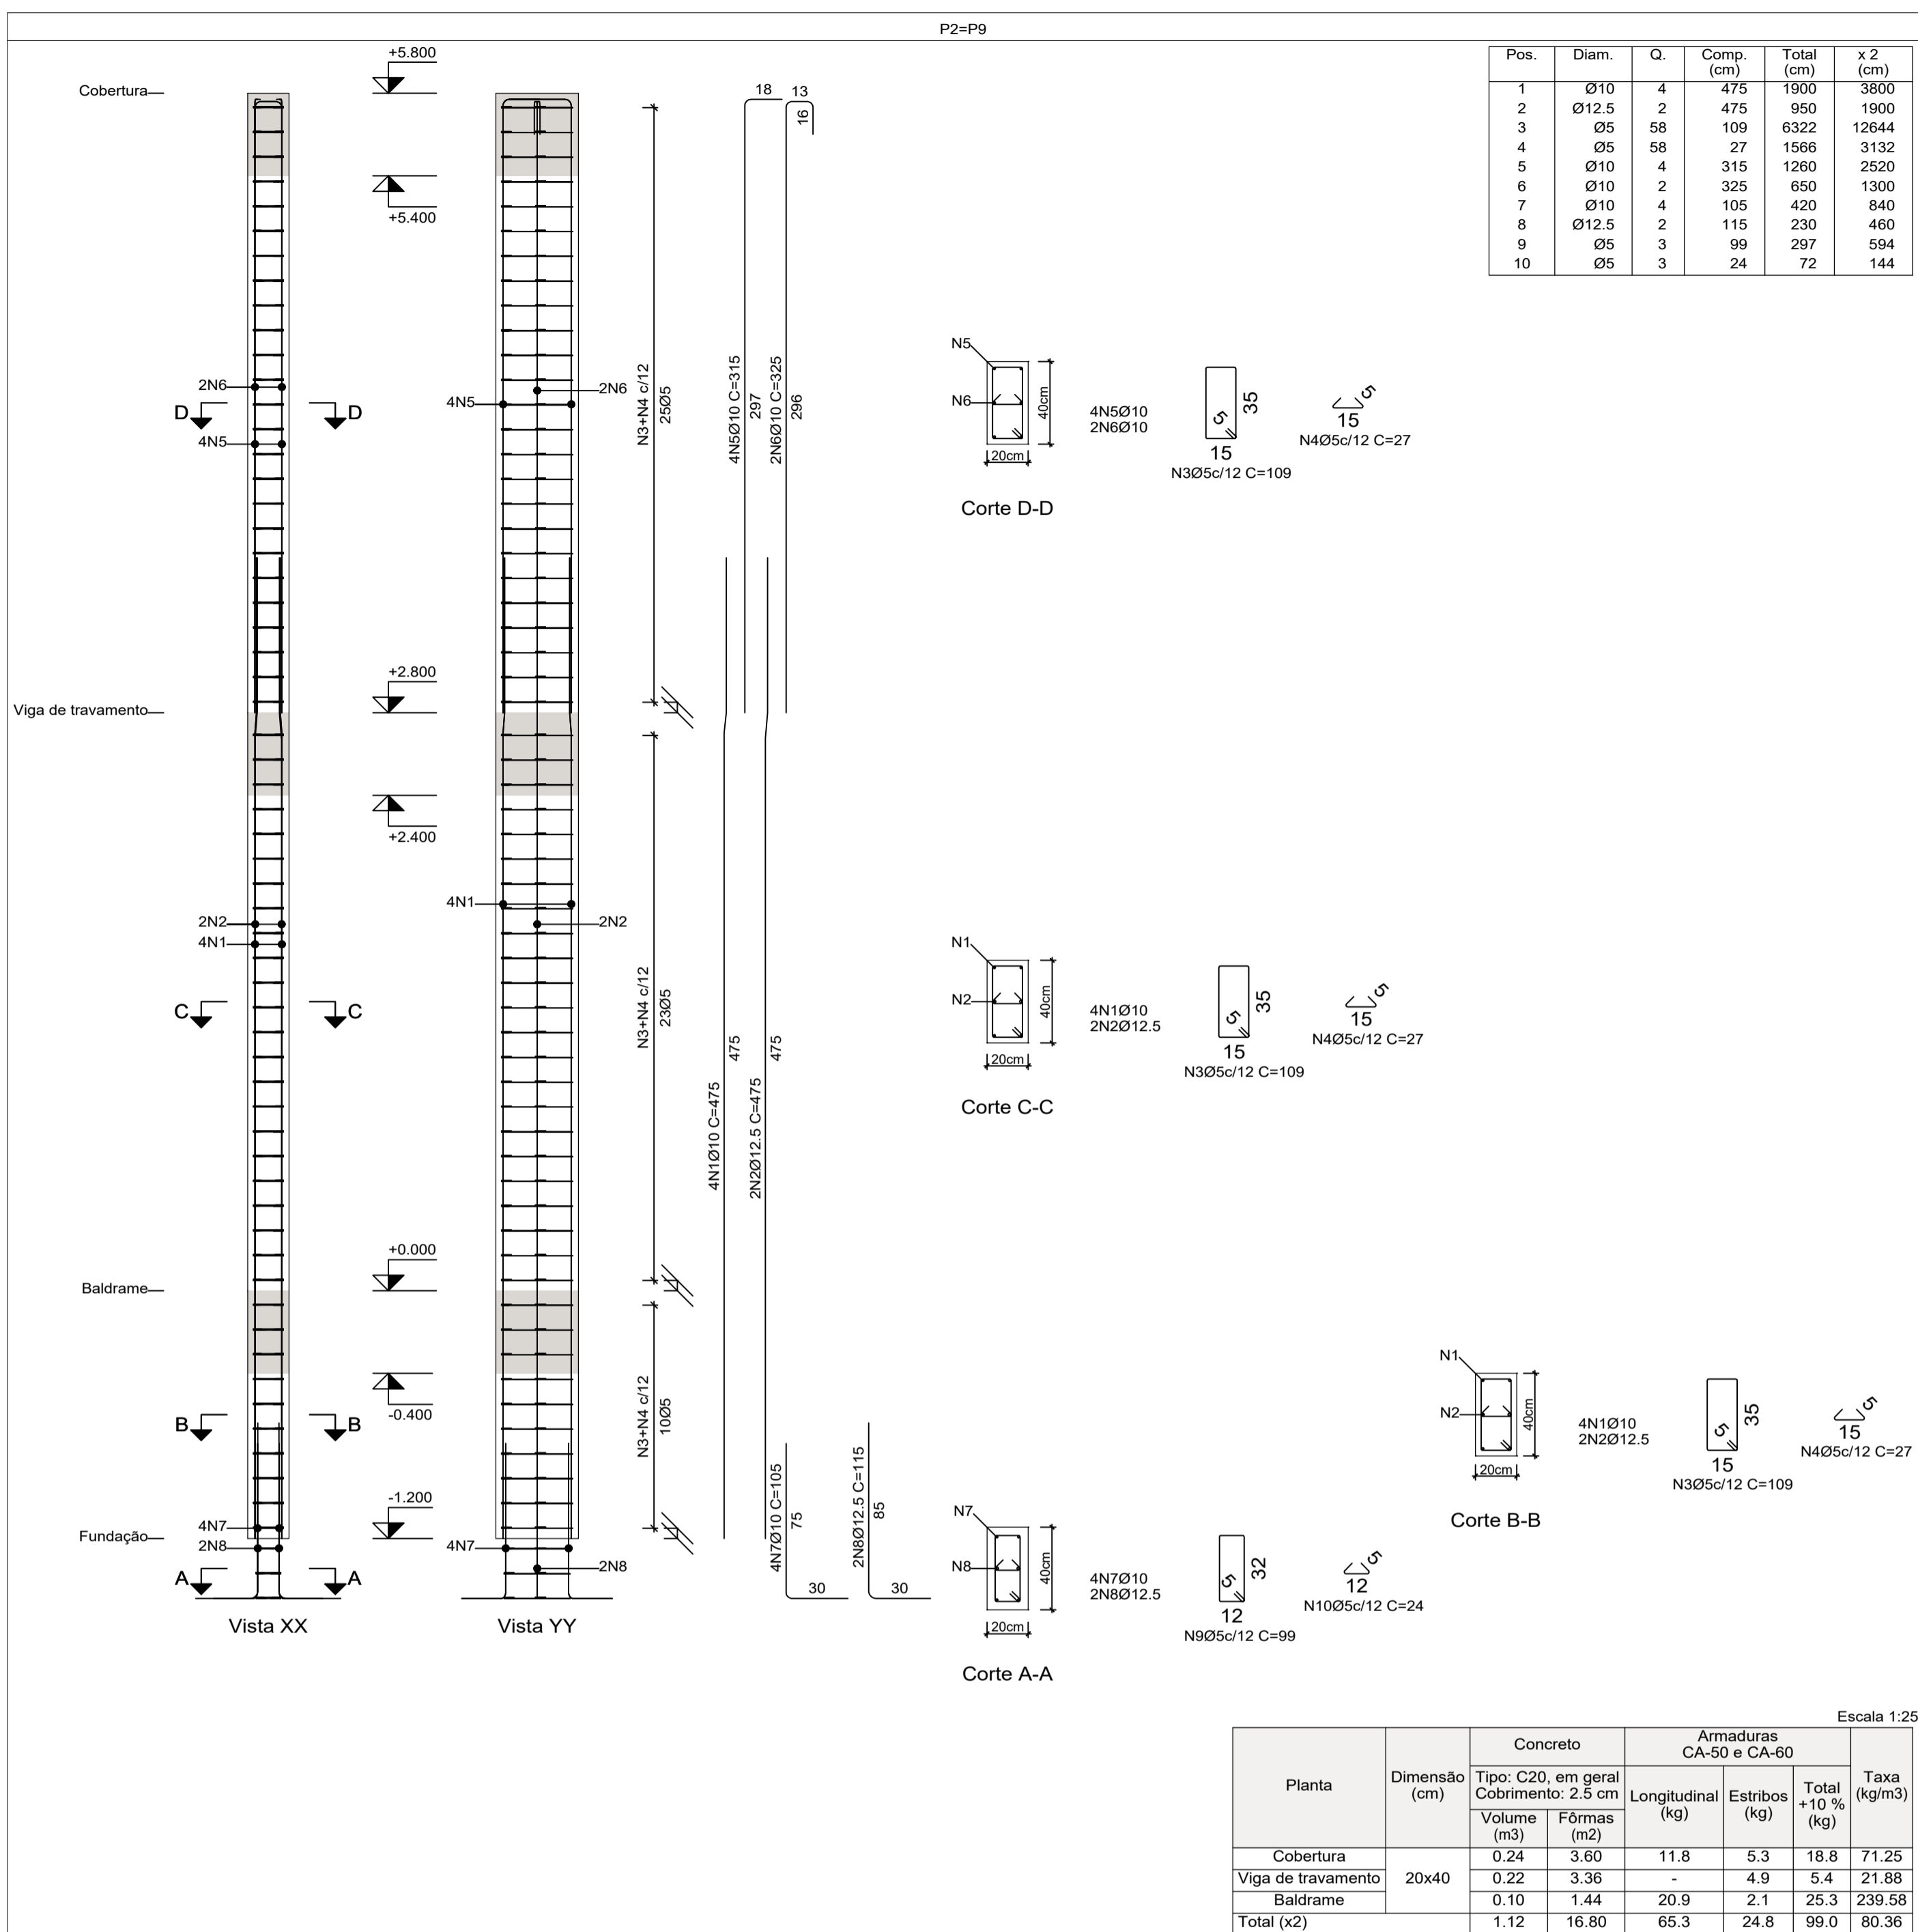 P2=P9
Pos. Diam. Q. Comp. (cm) Total (cm) x 2 (cm)
1 Ø10 4 475 1900 3800
2 Ø12.5 2 475 950 1900
3 Ø5 58 109 6322 12644
4 Ø5 58 27 1566 3132
5 Ø10 4 315 1260 2520
6 Ø10 2 325 650 1300
7 Ø10 4 105 420 840
8 Ø12.5 2 115 230 460
9 Ø5 3 99 297 594
10 Ø5 3 24 72 144
Cobertura
+5.800
+5.400
2N6
D D
4N5
4N5
2N6
N3+N4 c/12
25Ø5
18
13
16
4N5Ø10 C=315
297
2N6Ø10 C=325
296
N5
N6
40cm
20cm
4N5Ø10
2N6Ø10
5
35
15
N3Ø5c/12 C=109
5
15
N4Ø5c/12 C=27
Corte D-D
Viga de travamento
+2.800
+2.400
2N2
4N1
C C
4N1
2N2
N3+N4 c/12
23Ø5
4N1Ø10 C=475
475
2N2Ø12.5 C=475
475
N1
N2
40cm
20cm
4N1Ø10
2N2Ø12.5
5
35
15
N3Ø5c/12 C=109
5
15
N4Ø5c/12 C=27
Corte C-C
Baldrame
+0.000
-0.400
B B
N3+N4 c/12
10Ø5
N1
N2
40cm
20cm
4N1Ø10
2N2Ø12.5
5
35
15
N3Ø5c/12 C=109
5
15
N4Ø5c/12 C=27
Corte B-B
Fundação
-1.200
4N7
2N8
A A
4N7
2N8
4N7Ø10 C=105
75
30
2N8Ø12.5 C=115
85
30
N7
N8
40cm
20cm
4N7Ø10
2N8Ø12.5
5
32
12
N9Ø5c/12 C=99
5
12
N10Ø5c/12 C=24
Corte A-A
Vista XX
Vista YY
Escala 1:25
Planta
Dimensão (cm)
Concreto
Tipo: C20, em geral
Cobrimento: 2.5 cm
Volume (m3)
Fôrmas (m2)
Armaduras
CA-50 e CA-60
Longitudinal (kg)
Estribos (kg)
Total +10 % (kg)
Taxa (kg/m3)
20x40
Cobertura 0.24 3.60 11.8 5.3 18.8 71.25
Viga de travamento 0.22 3.36 - 4.9 5.4 21.88
Baldrame 0.10 1.44 20.9 2.1 25.3 239.58
Total (x2) 1.12 16.80 65.3 24.8 99.0 80.36